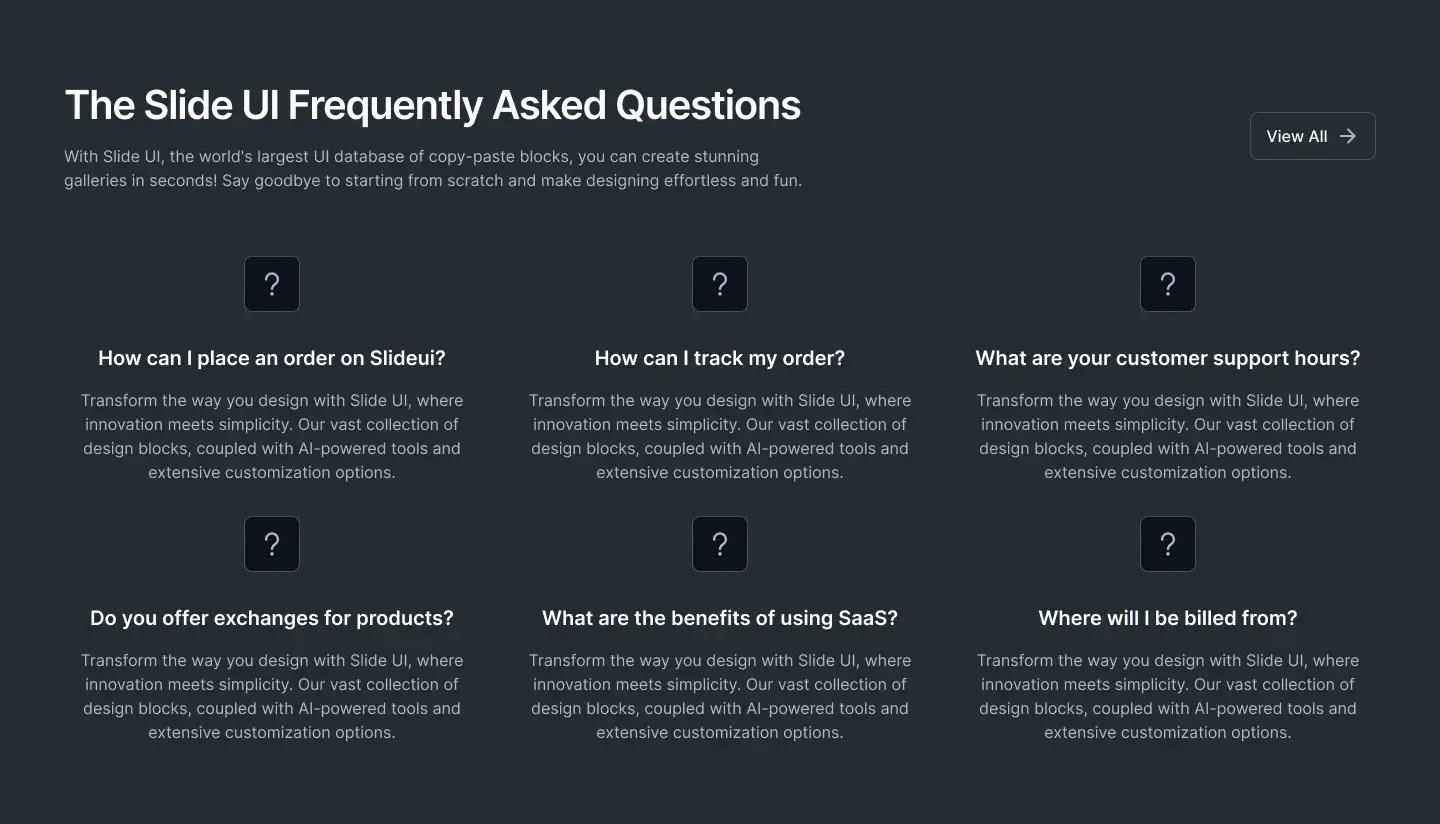 The Slide UI Frequently Asked Questions
With Slide UI, the world's largest UI database of copy-paste blocks, you can create stunning
galleries in seconds! Say goodbye to starting from scratch and make designing effortless and fun.
View All
?
How can I place an order on Slideui?
Transform the way you design with Slide UI, where
innovation meets simplicity. Our vast collection of
design blocks, coupled with AI-powered tools and
extensive customization options.
?
How can I track my order?
Transform the way you design with Slide UI, where
innovation meets simplicity. Our vast collection of
design blocks, coupled with AI-powered tools and
extensive customization options.
?
What are your customer support hours?
Transform the way you design with Slide UI, where
innovation meets simplicity. Our vast collection of
design blocks, coupled with AI-powered tools and
extensive customization options.
?
Do you offer exchanges for products?
Transform the way you design with Slide UI, where
innovation meets simplicity. Our vast collection of
design blocks, coupled with AI-powered tools and
extensive customization options.
?
What are the benefits of using SaaS?
Transform the way you design with Slide UI, where
innovation meets simplicity. Our vast collection of
design blocks, coupled with AI-powered tools and
extensive customization options.
?
Where will I be billed from?
Transform the way you design with Slide UI, where
innovation meets simplicity. Our vast collection of
design blocks, coupled with AI-powered tools and
extensive customization options.